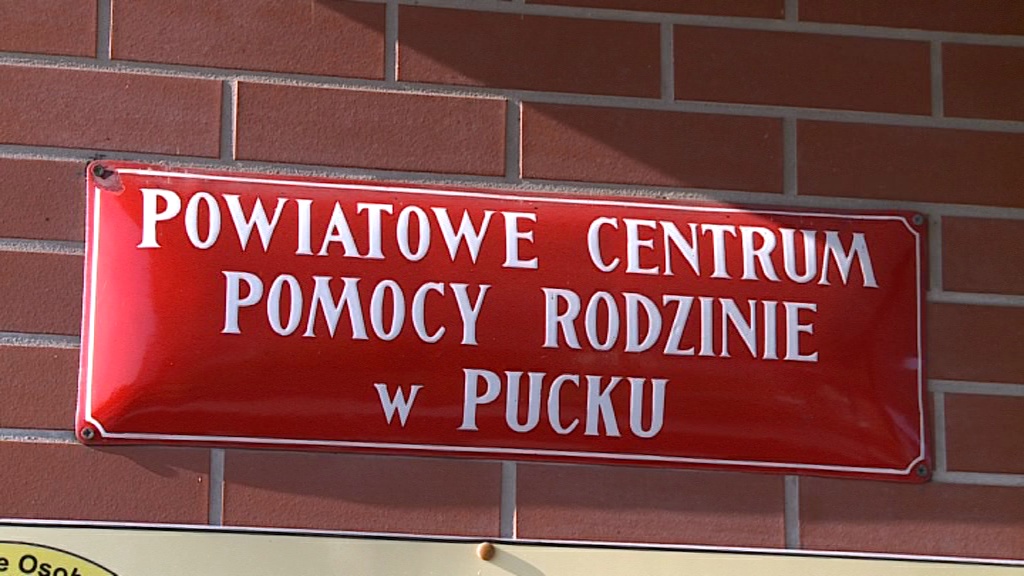 POWIATOWE CENTRUM
POMOCY RODZINIE
w PUCKU